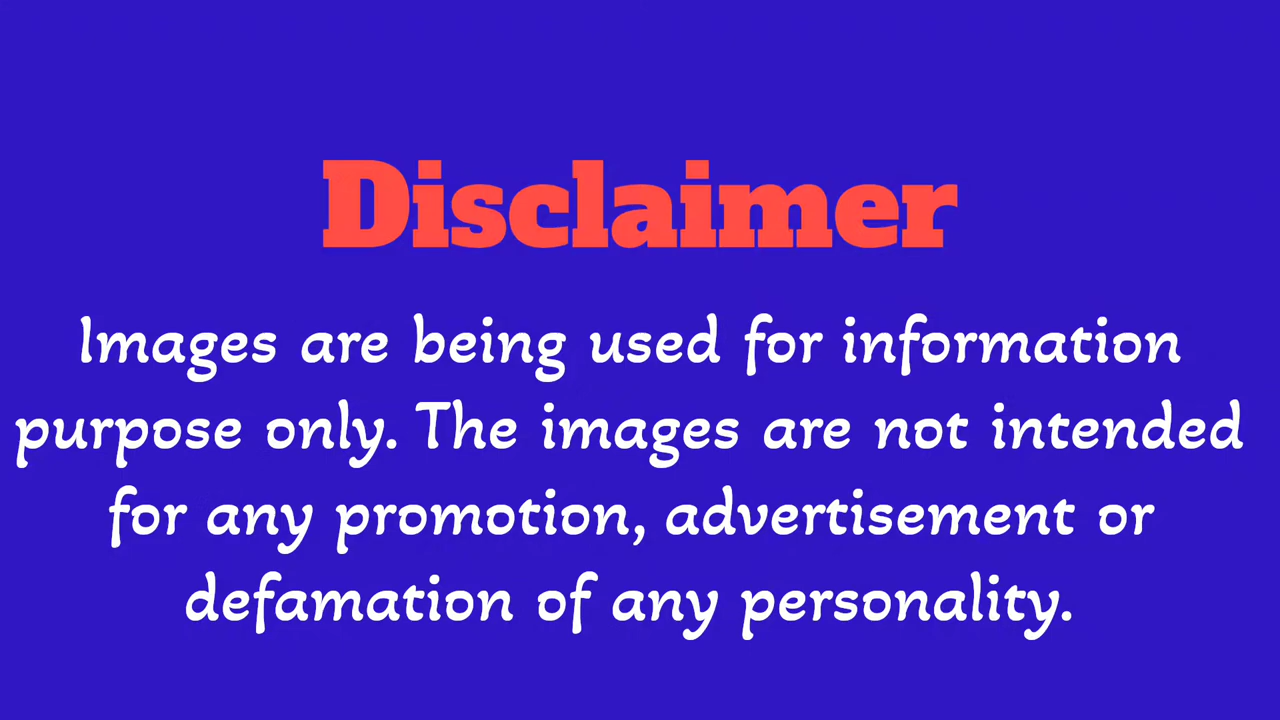 Disclaimer
Images are being used for information
purpose only. The images are not intended
for any promotion, advertisement or
defamation of any personality.